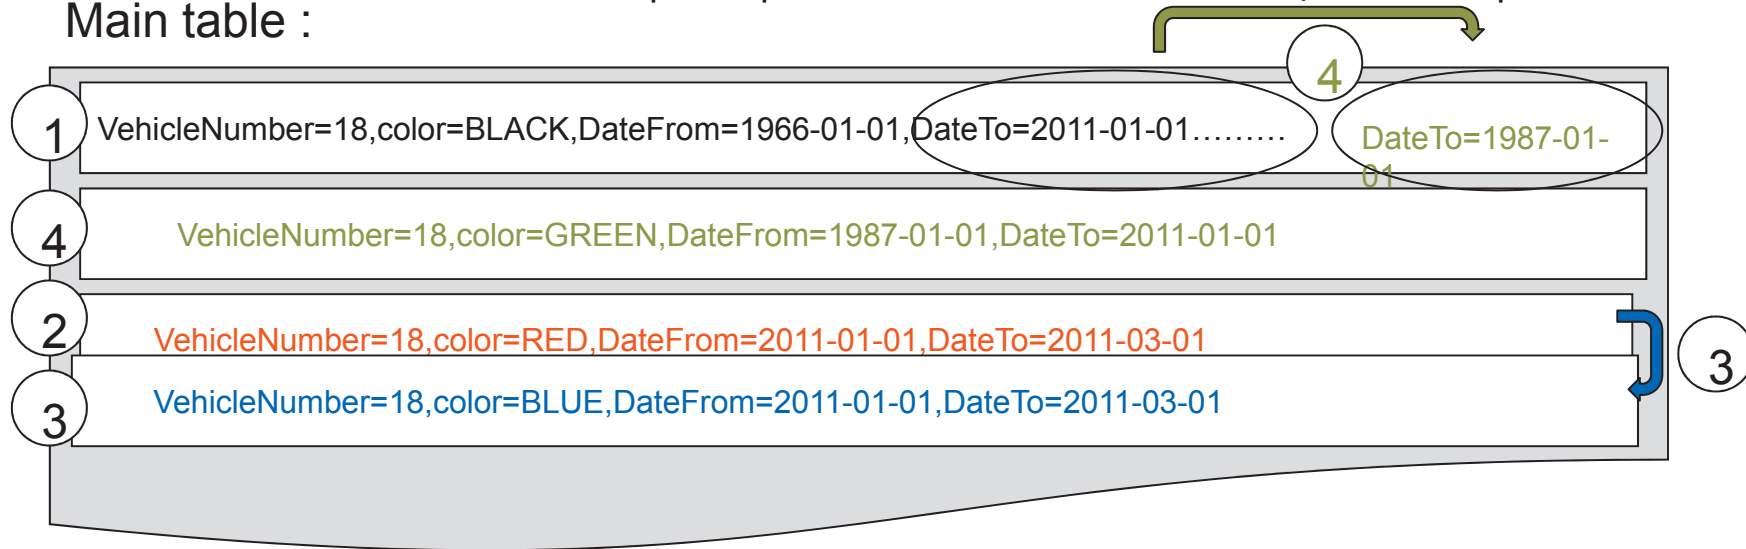 Main table :
4
1
VehicleNumber=18,color=BLACK,DateFrom=1966-01-01,DateTo=2011-01-01………
DateTo=1987-01-
01
4
VehicleNumber=18,color=GREEN,DateFrom=1987-01-01,DateTo=2011-01-01
2
VehicleNumber=18,color=RED,DateFrom=2011-01-01,DateTo=2011-03-01
3
3
VehicleNumber=18,color=BLUE,DateFrom=2011-01-01,DateTo=2011-03-01